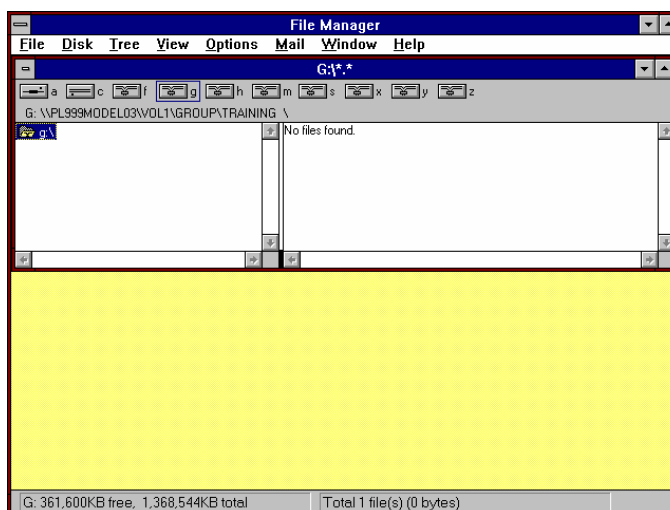 File Manager
File Disk Tree View Options Mail Window Help
G:\*.*
a c f g h m s x y z
G: \\PL999MODEL03\VOL1\GROUP\TRAINING \
g:\
No files found.
G: 361,600KB free, 1,368,544KB total
Total 1 file(s) (0 bytes)